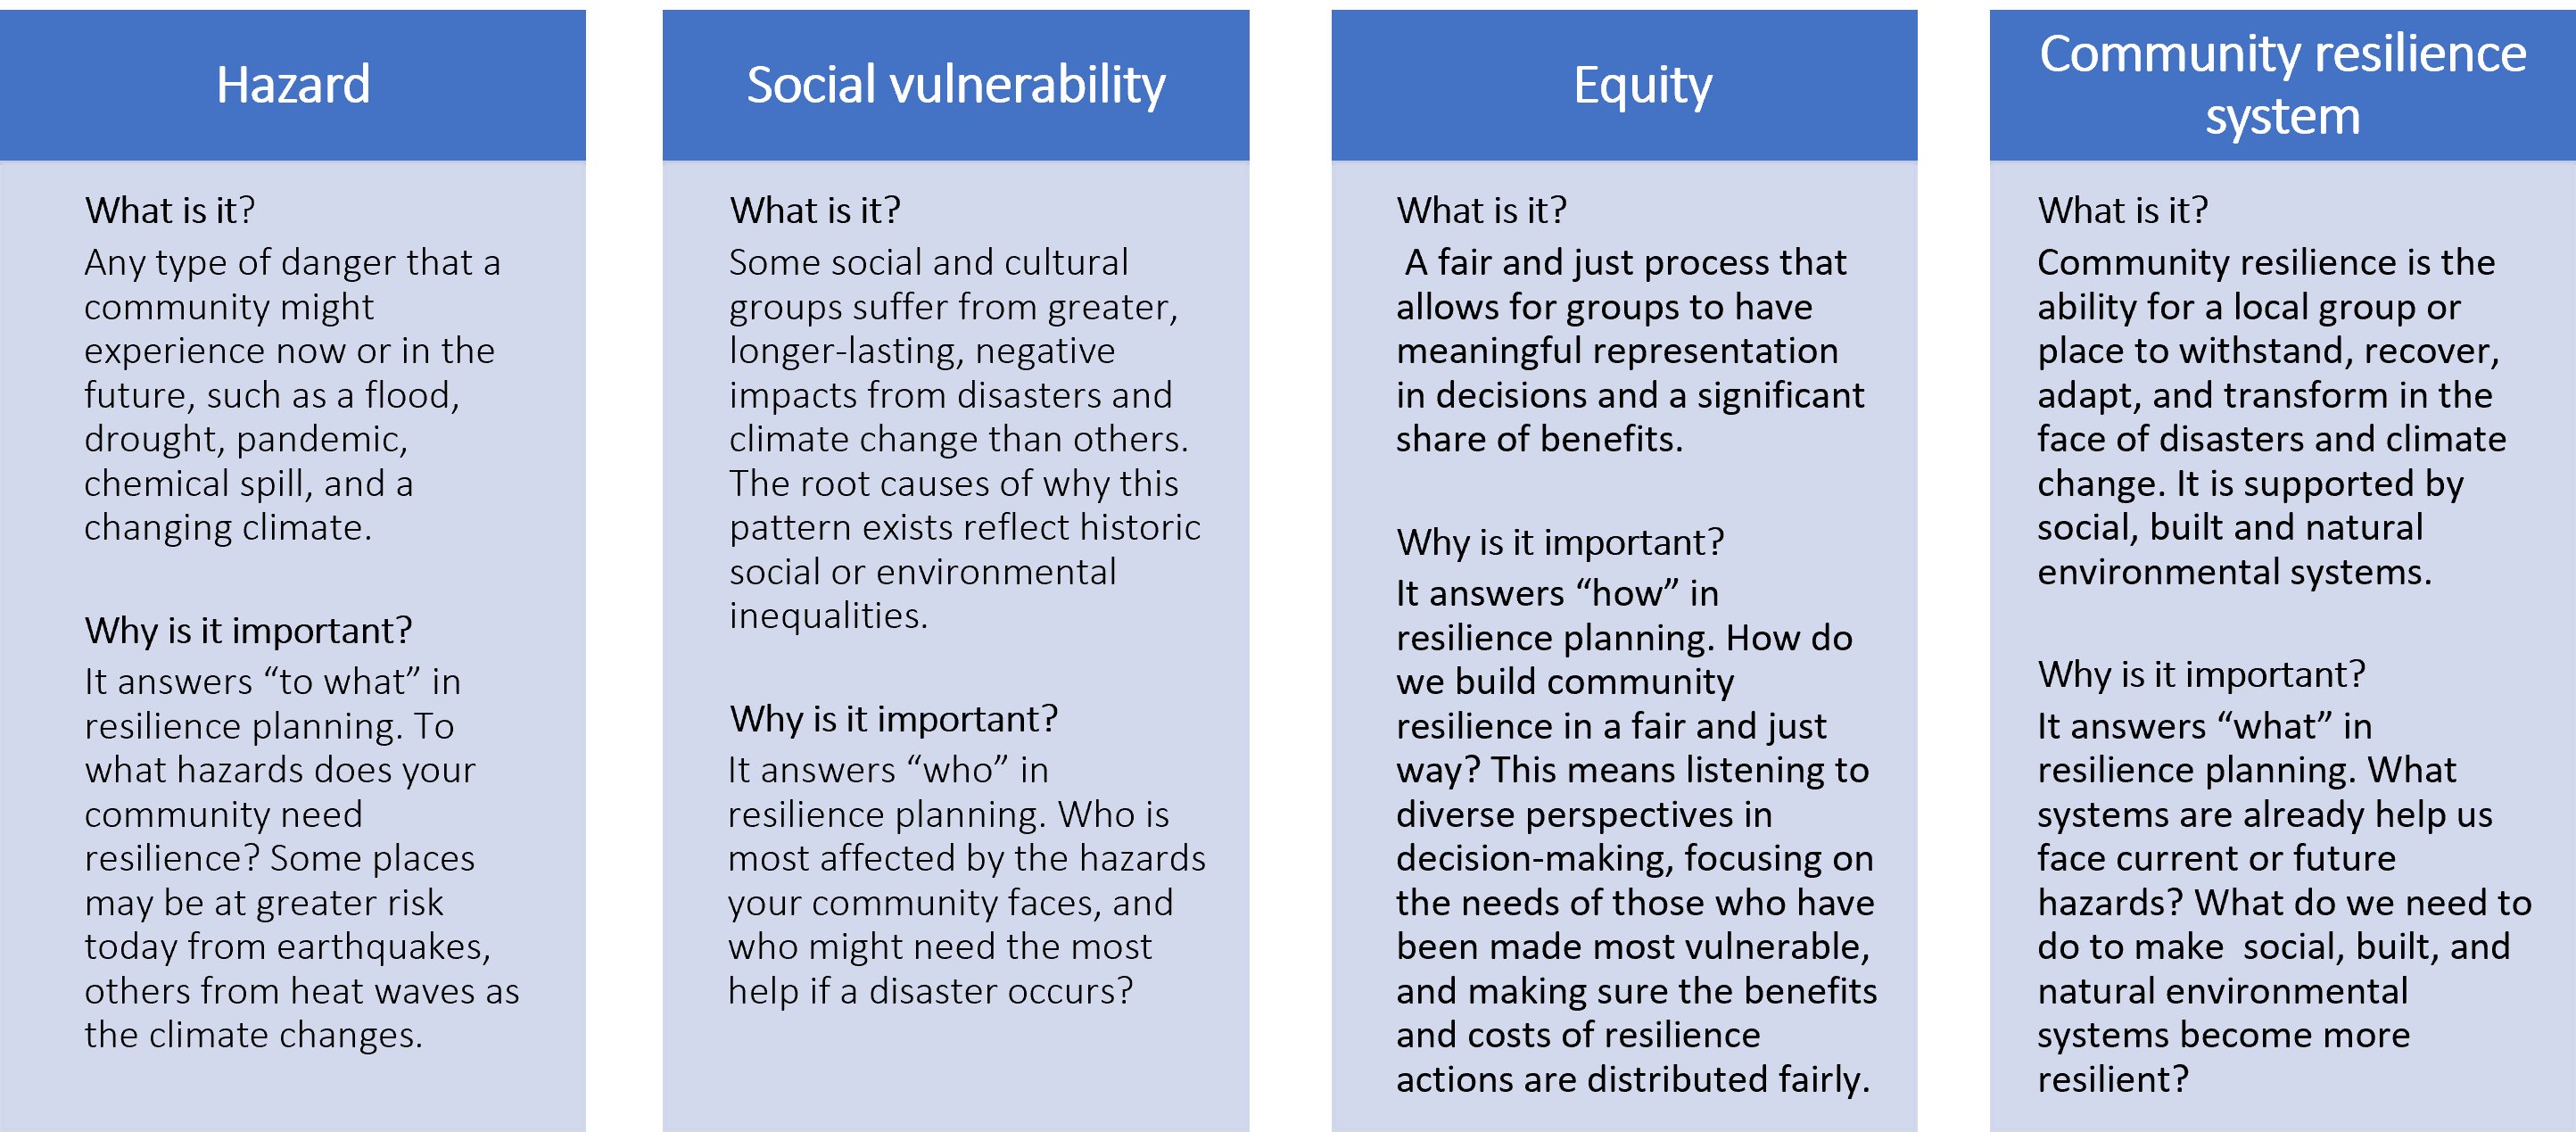 Hazard
What is it?
Any type of danger that a
community might
experience now or in the
future, such as a flood,
drought, pandemic,
chemical spill, and a
changing climate.
Why is it important?
It answers “to what” in
resilience planning. To
what hazards does your
community need
resilience? Some places
may be at greater risk
today from earthquakes,
others from heat waves as
the climate changes.
Social vulnerability
What is it?
Some social and cultural
groups suffer from greater,
longer-lasting, negative
impacts from disasters and
climate change than others.
The root causes of why this
pattern exists reflect historic
social or environmental
inequalities.
Why is it important?
It answers “who” in
resilience planning. Who is
most affected by the hazards
your community faces, and
who might need the most
help if a disaster occurs?
Equity
What is it?
A fair and just process that
allows for groups to have
meaningful representation
in decisions and a significant
share of benefits.
Why is it important?
It answers “how” in
resilience planning. How do
we build community
resilience in a fair and just
way? This means listening to
diverse perspectives in
decision-making, focusing on
the needs of those who have
been made most vulnerable,
and making sure the benefits
and costs of resilience
actions are distributed fairly.
Community resilience
system
What is it?
Community resilience is the
ability for a local group or
place to withstand, recover,
adapt, and transform in the
face of disasters and climate
change. It is supported by
social, built and natural
environmental systems.
Why is it important?
It answers “what” in
resilience planning. What
systems are already help us
face current or future
hazards? What do we need to
do to make  social, built, and
natural environmental
systems become more
resilient?